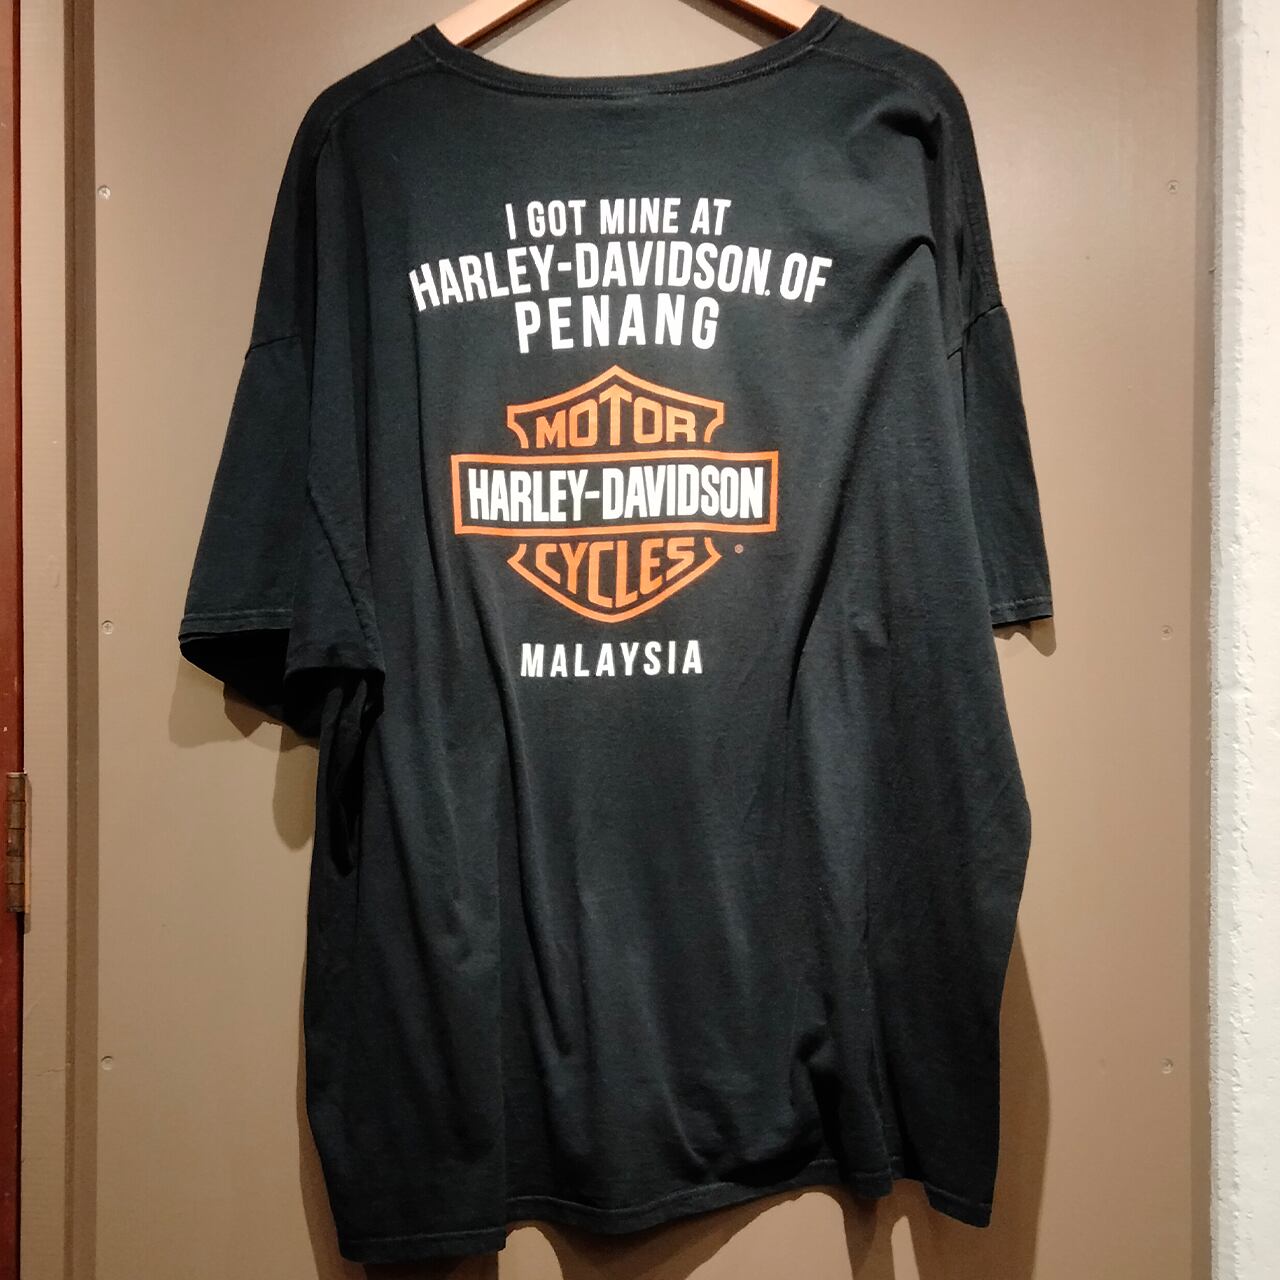 I GOT MINE AT
HARLEY-DAVIDSON. OF
PENANG
MOTOR
HARLEY-DAVIDSON
CYCLES
MALAYSIA